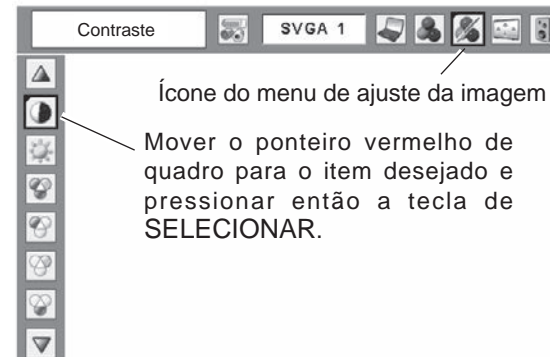 Contraste
SVGA 1
Ícone do menu de ajuste da imagem
Mover o ponteiro vermelho de
quadro para o item desejado e
pressionar então a tecla de
SELECIONAR.